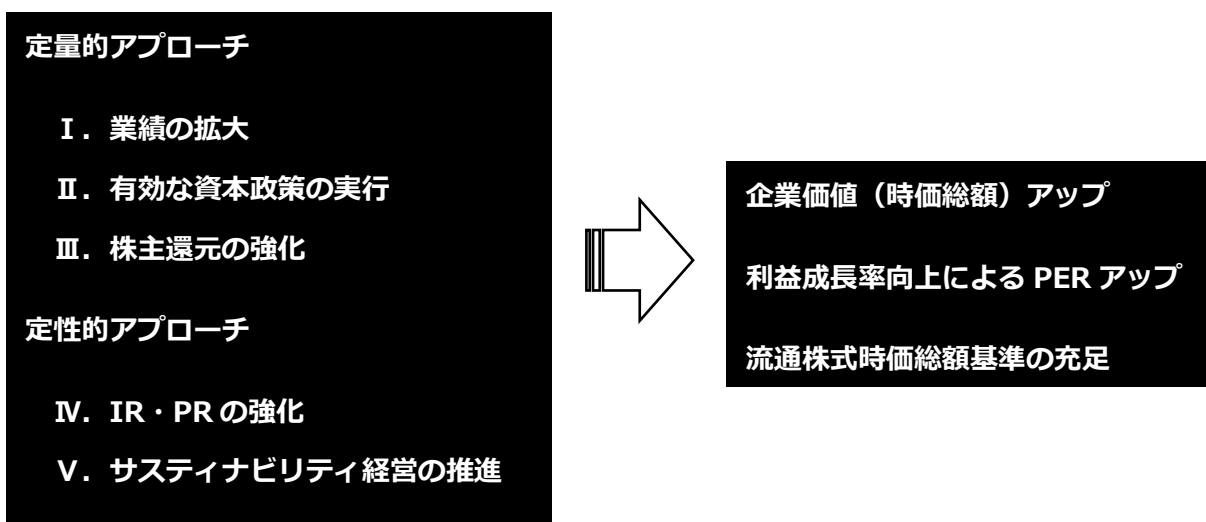 定量的アプローチ
Ⅰ．業績の拡大
Ⅱ．有効な資本政策の実行
Ⅲ．株主還元の強化
定性的アプローチ
Ⅳ．IR・PR の強化
Ⅴ．サスティナビリティ経営の推進
企業価値（時価総額）アップ
利益成長率向上による PER アップ
流通株式時価総額基準の充足